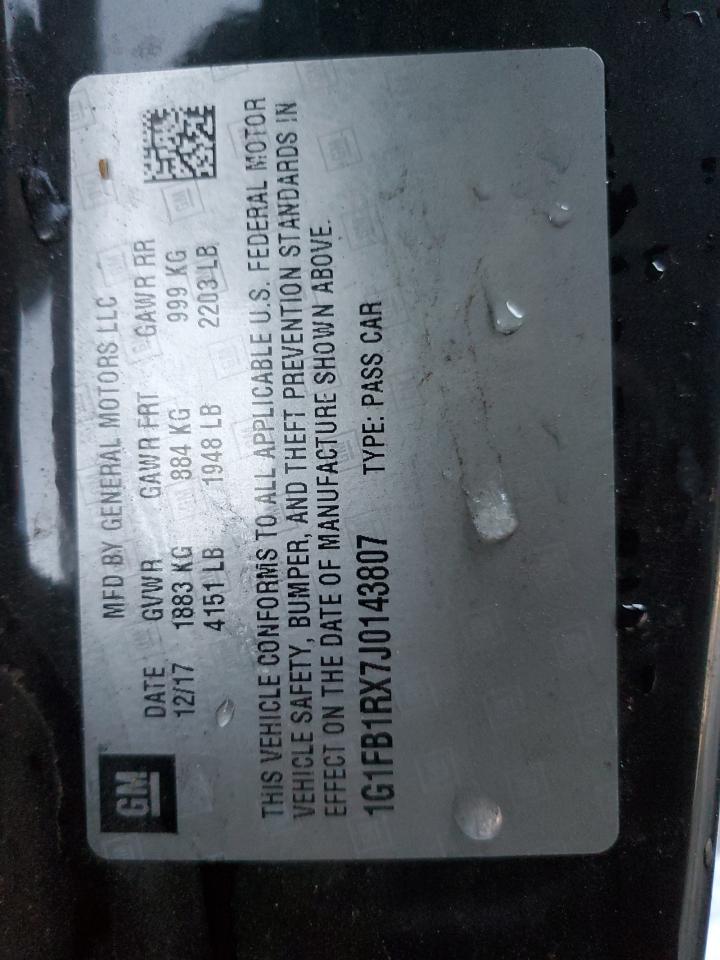 GM
MFD BY GENERAL MOTORS LLC
DATE GVWR GAWR FRT GAWR RR
12/17 1883 KG 884 KG 999 KG
4151 LB 1948 LB 2203 LB
THIS VEHICLE CONFORMS TO ALL APPLICABLE U.S. FEDERAL MOTOR
VEHICLE SAFETY, BUMPER, AND THEFT PREVENTION STANDARDS IN
EFFECT ON THE DATE OF MANUFACTURE SHOWN ABOVE.
1G1FB1RX7J0143807 TYPE: PASS CAR